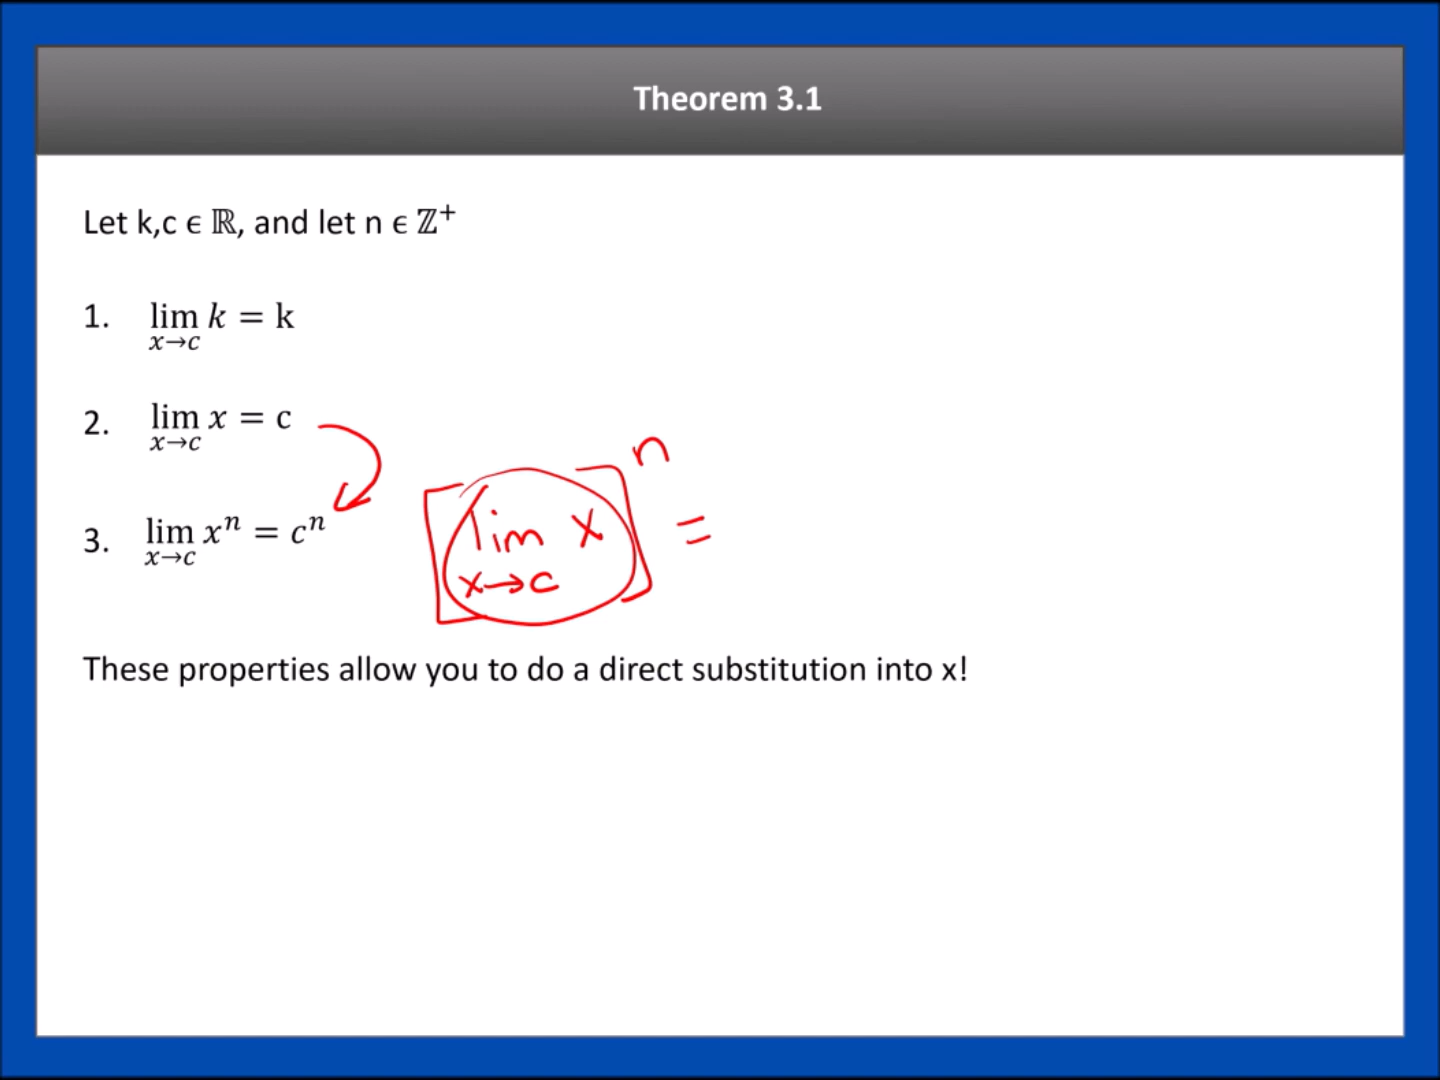 Theorem 3.1
Let k,c ϵ ℝ, and let n ϵ ℤ⁺
1. lim k = k
x→c
2. lim x = c
x→c
3. lim xⁿ = cⁿ
x→c
[lim x]ⁿ =
x→c
These properties allow you to do a direct substitution into x!